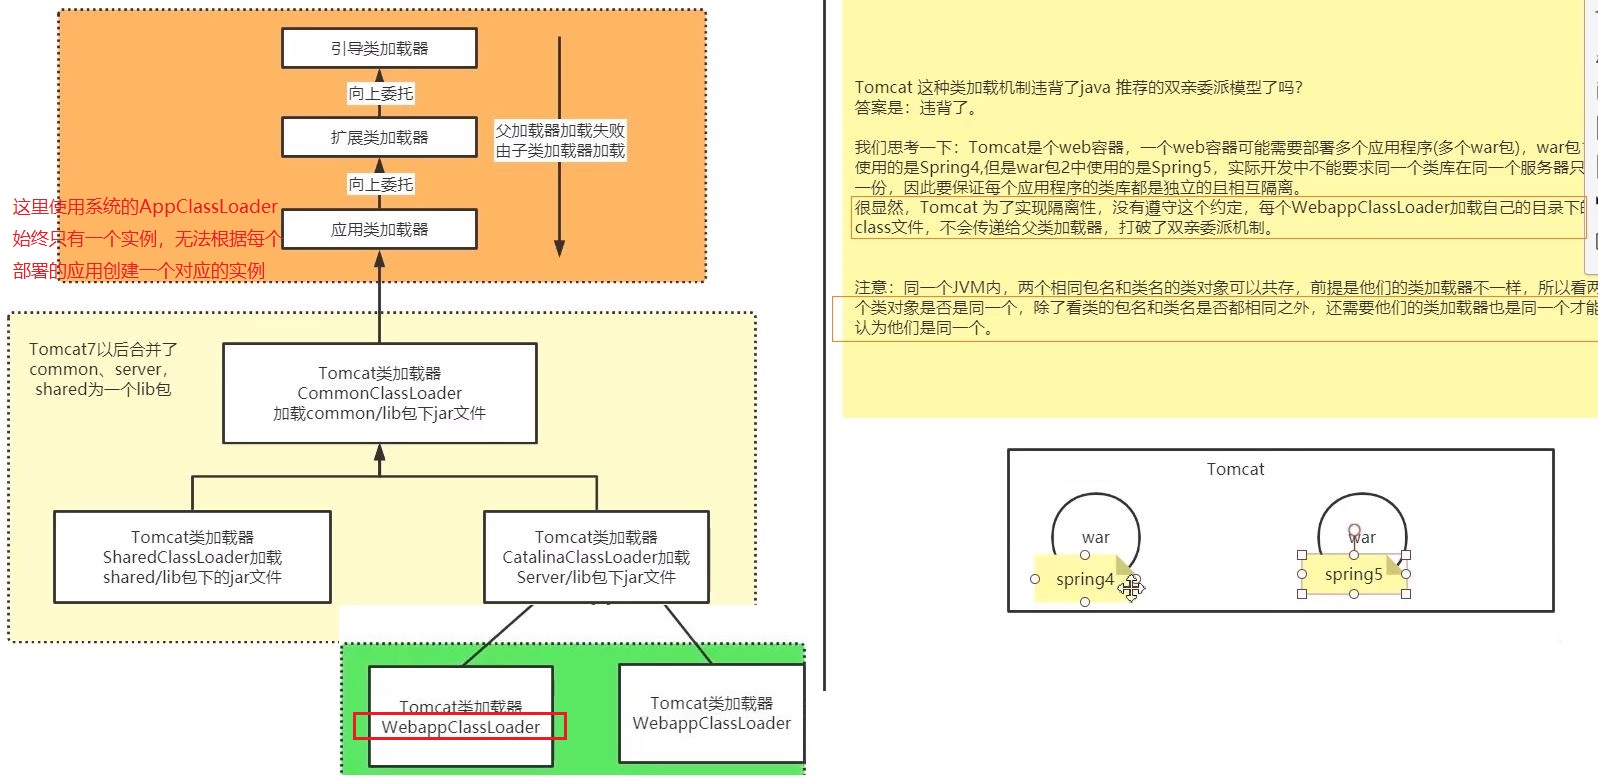 引导类加载器
向上委托
扩展类加载器
父加载器加载失败
由子类加载器加载
向上委托
这里使用系统的AppClassLoader
始终只有一个实例，无法根据每个
部署的应用创建一个对应的实例
应用类加载器
Tomcat7以后合并了
common、server，
shared为一个lib包
Tomcat类加载器
CommonClassLoader
加载common/lib包下jar文件
Tomcat类加载器
SharedClassLoader加载
shared/lib包下的jar文件
Tomcat类加载器
CatalinaClassLoader加载
Server/lib包下jar文件
Tomcat类加载器
WebappClassLoader
Tomcat类加载器
WebappClassLoader
Tomcat 这种类加载机制违背了java 推荐的双亲委派模型了吗？
答案是：违背了。
我们思考一下：Tomcat是个web容器，一个web容器可能需要部署多个应用程序(多个war包)，war包
使用的是Spring4,但是war包2中使用的是Spring5，实际开发中不能要求同一个类库在同一个服务器只
一份，因此要保证每个应用程序的类库都是独立的且相互隔离。
很显然，Tomcat 为了实现隔离性，没有遵守这个约定，每个WebappClassLoader加载自己的目录下的
class文件，不会传递给父类加载器，打破了双亲委派机制。
注意：同一个JVM内，两个相同包名和类名的类对象可以共存，前提是他们的类加载器不一样，所以看两
个类对象是否是同一个，除了看类的包名和类名是否都相同之外，还需要他们的类加载器也是同一个才能
认为他们是同一个。
Tomcat
war
spring4
war
spring5